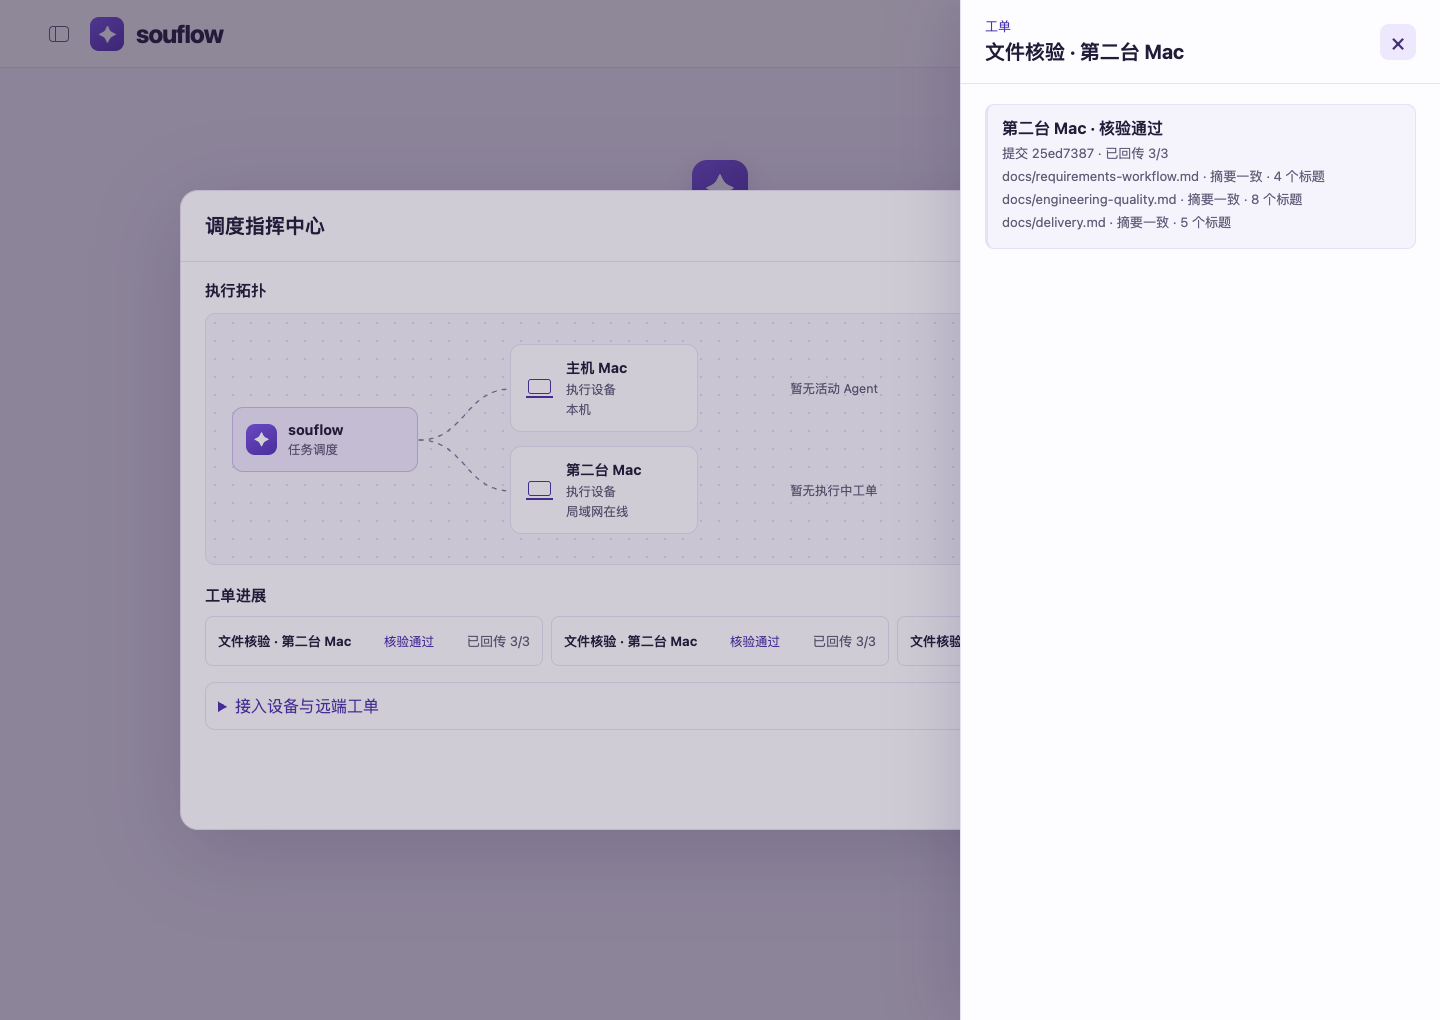 souflow
工单
文件核验 · 第二台 Mac
第二台 Mac · 核验通过
提交 25ed7387 · 已回传 3/3
docs/requirements-workflow.md · 摘要一致 · 4 个标题
docs/engineering-quality.md · 摘要一致 · 8 个标题
docs/delivery.md · 摘要一致 · 5 个标题
调度指挥中心
执行拓扑
souflow
任务调度
主机 Mac
执行设备
本机
暂无活动 Agent
第二台 Mac
执行设备
局域网在线
暂无执行中工单
工单进展
文件核验 · 第二台 Mac 核验通过 已回传 3/3
文件核验 · 第二台 Mac 核验通过 已回传 3/3
文件核验
接入设备与远端工单